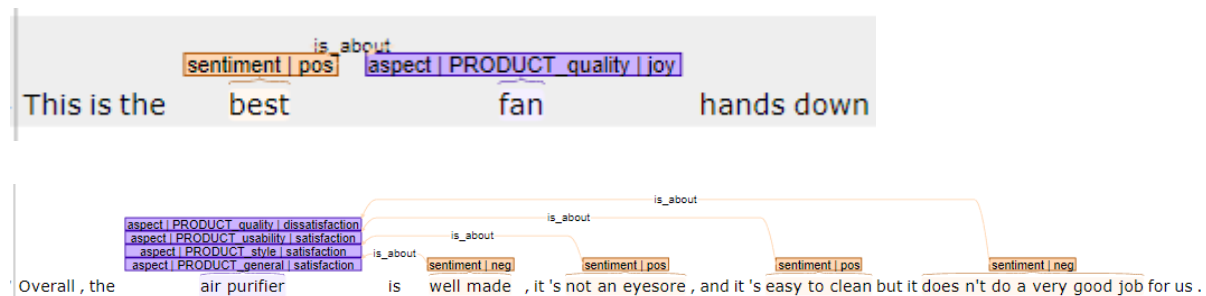 is_about
sentiment | pos aspect | PRODUCT_quality | joy
This is the best fan hands down
is_about
aspect | PRODUCT_quality | dissatisfaction is_about
aspect | PRODUCT_usability | satisfaction is_about
aspect | PRODUCT_style | satisfaction is_about
aspect | PRODUCT_general | satisfaction sentiment | neg sentiment | pos sentiment | pos sentiment | neg
Overall , the air purifier is well made , it 's not an eyesore , and it 's easy to clean but it does n't do a very good job for us .